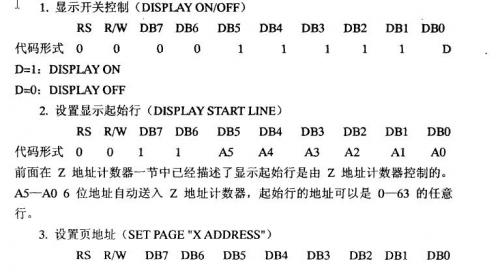 1. 显示开关控制（DISPLAY ON/OFF）
RS R/W DB7 DB6 DB5 DB4 DB3 DB2 DB1 DB0
代码形式 0 0 0 0 1 1 1 1 1 D
D=1: DISPLAY ON
D=0: DISPLAY OFF
2. 设置显示起始行（DISPLAY START LINE）
RS R/W DB7 DB6 DB5 DB4 DB3 DB2 DB1 DB0
代码形式 0 0 1 1 A5 A4 A3 A2 A1 A0
前面在 Z 地址计数器一节中已经描述了显示起始行是由 Z 地址计数器控制的。
A5—A0 6 位地址自动送入 Z 地址计数器，起始行的地址可以是 0—63 的任意
行。
3. 设置页地址（SET PAGE "X ADDRESS"）
RS R/W DB7 DB6 DB5 DB4 DB3 DB2 DB1 DB0